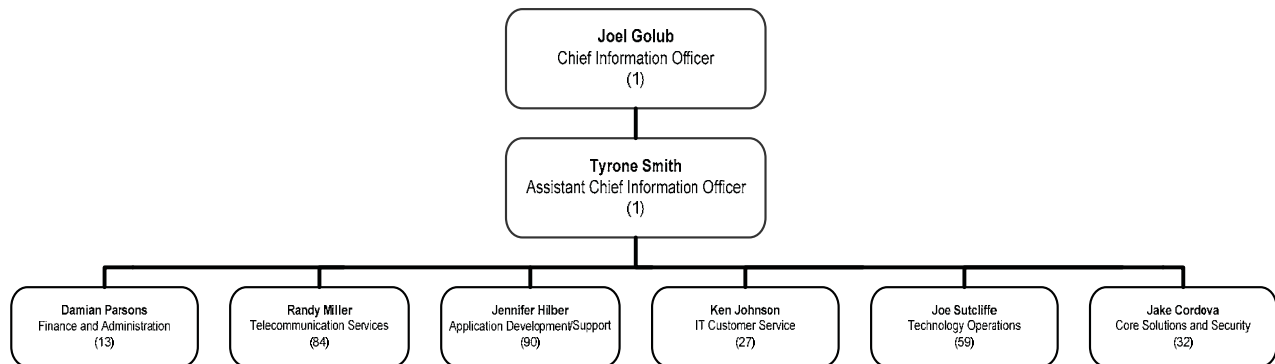 Joel Golub
Chief Information Officer
(1)
Tyrone Smith
Assistant Chief Information Officer
(1)
Damian Parsons
Finance and Administration
(13)
Randy Miller
Telecommunication Services
(84)
Jennifer Hilber
Application Development/Support
(90)
Ken Johnson
IT Customer Service
(27)
Joe Sutcliffe
Technology Operations
(59)
Jake Cordova
Core Solutions and Security
(32)